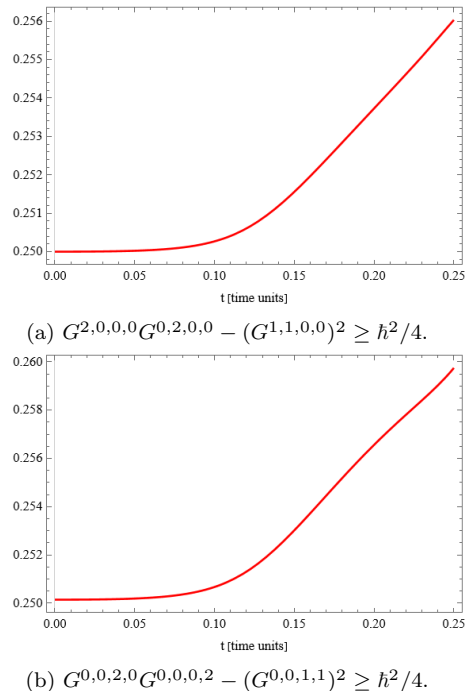 0.256
0.254
0.253
0.251
0.250
0.00 0.05 0.10 0.15 0.20 0.25
t [time units]
(a) G^{2,0,0,0}G^{0,2,0,0} − (G^{1,1,0,0})^2 ≥ ℏ^2/4.
0.260
0.258
0.256
0.254
0.252
0.250
0.00 0.05 0.10 0.15 0.20 0.25
t [time units]
(b) G^{0,0,2,0}G^{0,0,0,2} − (G^{0,0,1,1})^2 ≥ ℏ^2/4.